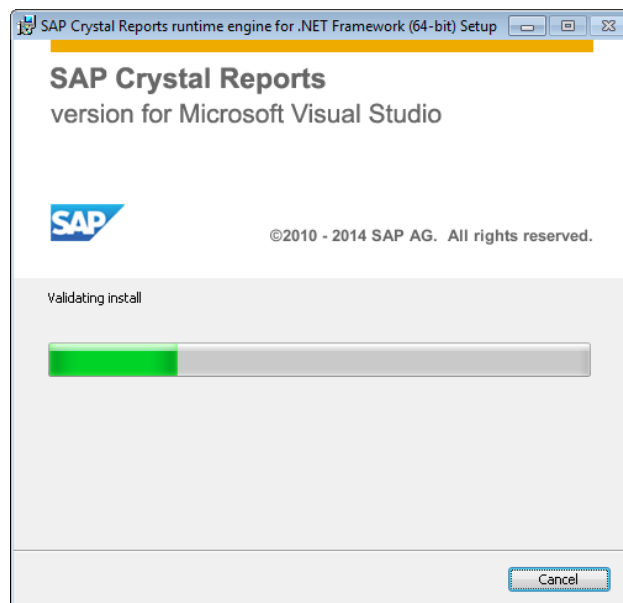 SAP Crystal Reports runtime engine for .NET Framework (64-bit) Setup
SAP Crystal Reports
version for Microsoft Visual Studio
SAP
©2010 - 2014 SAP AG. All rights reserved.
Validating install
Cancel